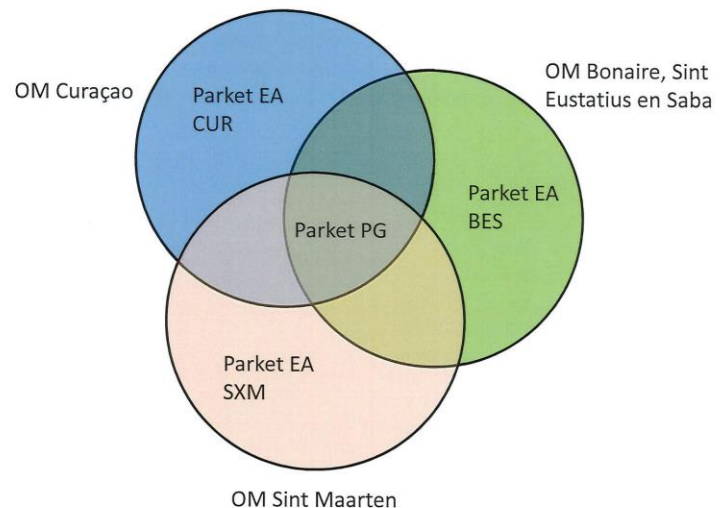 OM Curaçao
Parket EA
CUR
OM Bonaire, Sint
Eustatius en Saba
Parket EA
BES
Parket PG
Parket EA
SXM
OM Sint Maarten